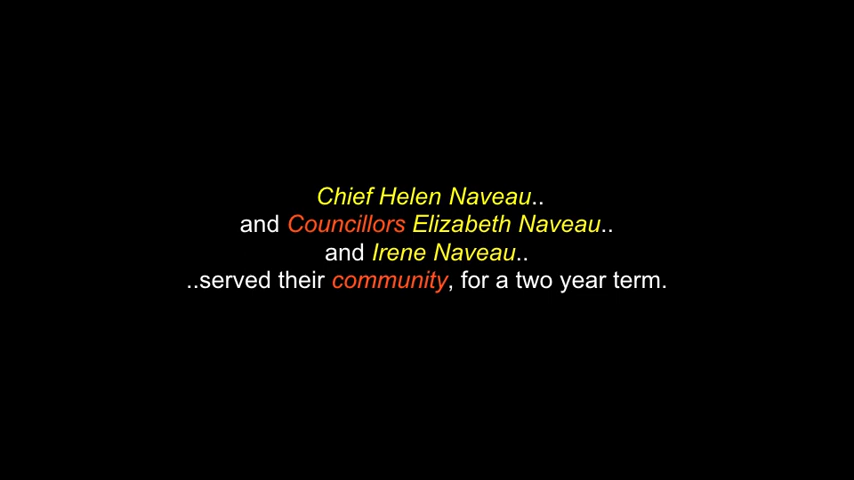 Chief Helen Naveau..
and Councillors Elizabeth Naveau..
and Irene Naveau..
..served their community, for a two year term.